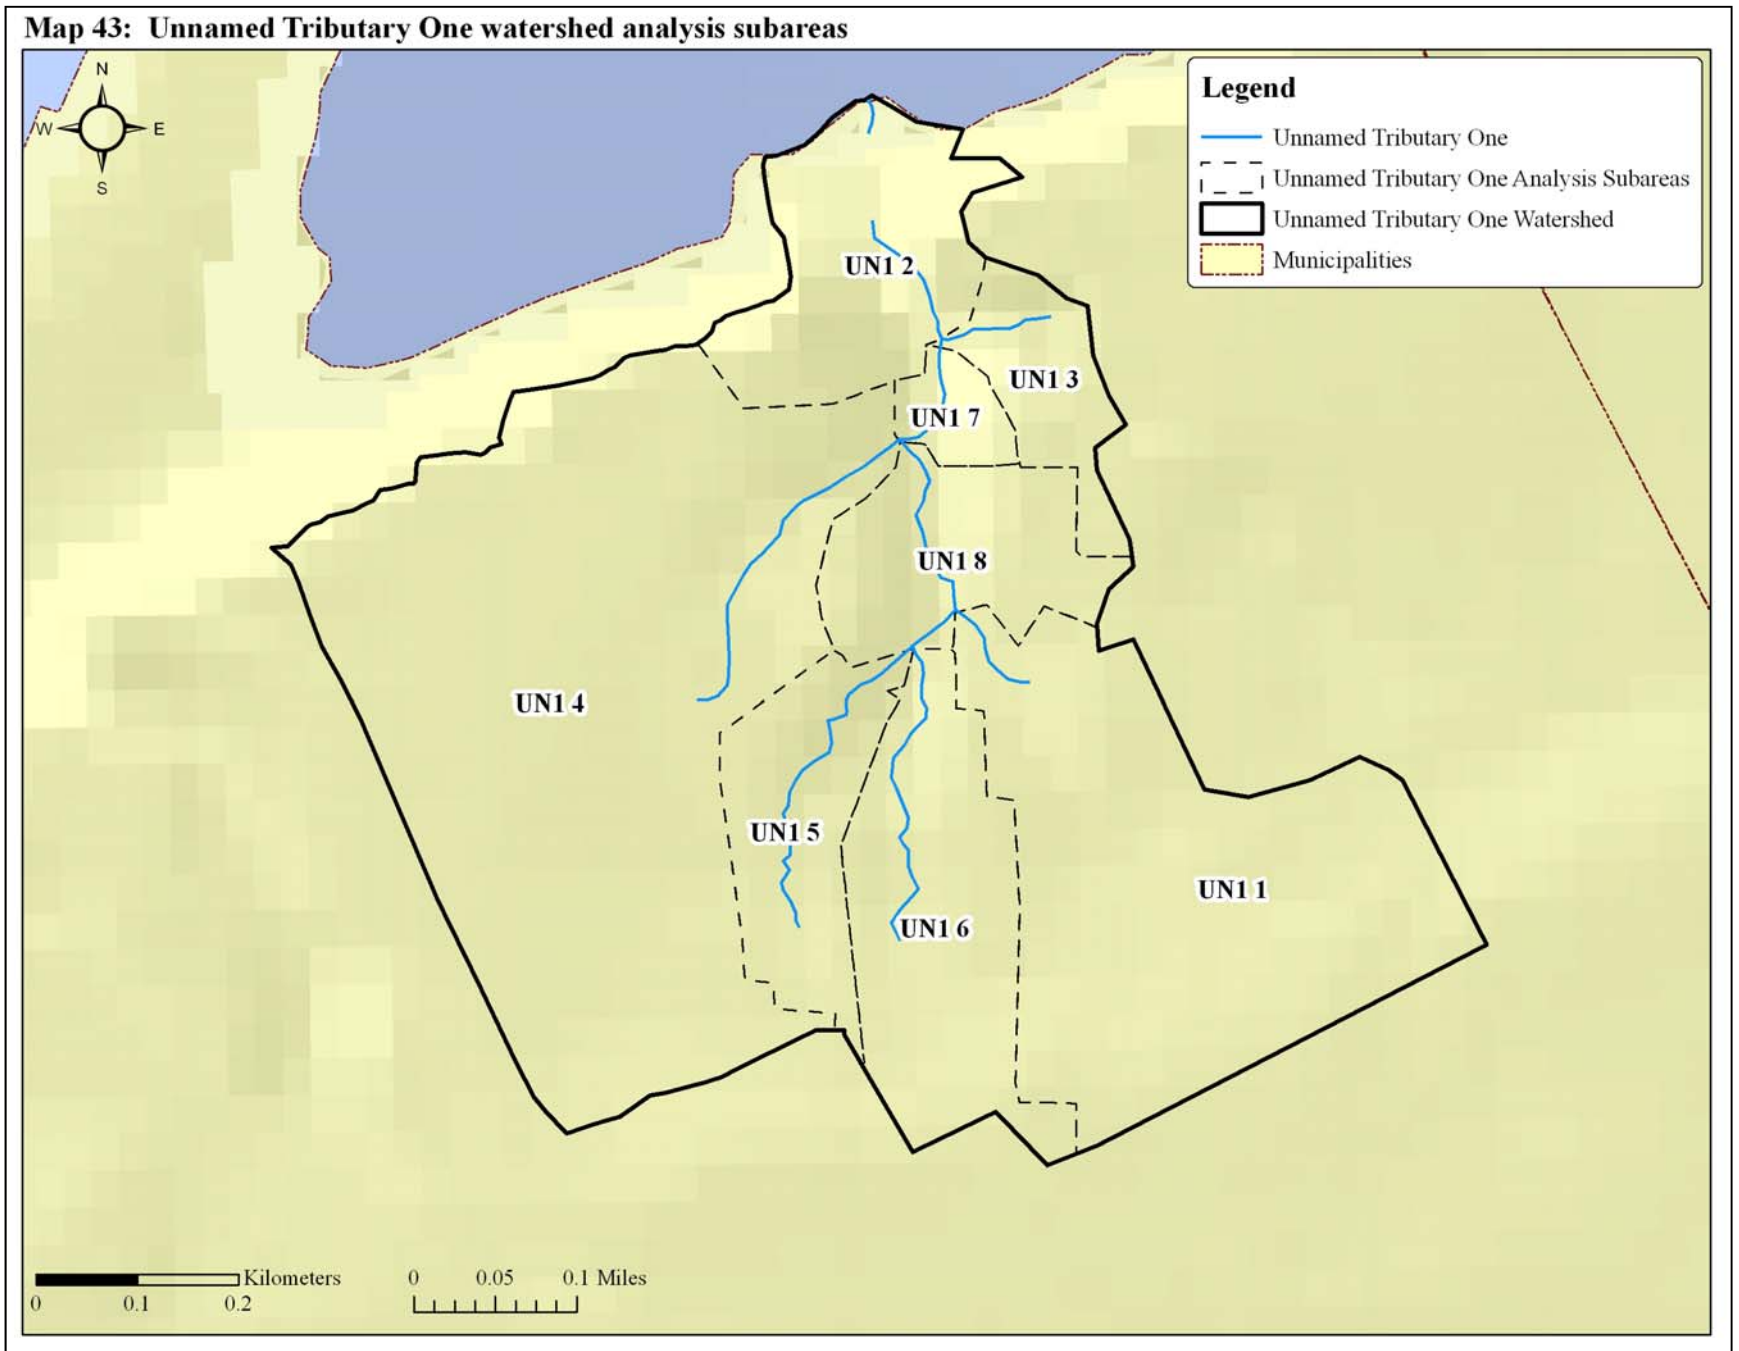 Map 43: Unnamed Tributary One watershed analysis subareas
N
W E
S
Legend
Unnamed Tributary One
Unnamed Tributary One Analysis Subareas
Unnamed Tributary One Watershed
Municipalities
UN1 2
UN1 3
UN1 7
UN1 8
UN1 4
UN1 5
UN1 1
UN1 6
Kilometers
0 0.1 0.2
0 0.05 0.1 Miles